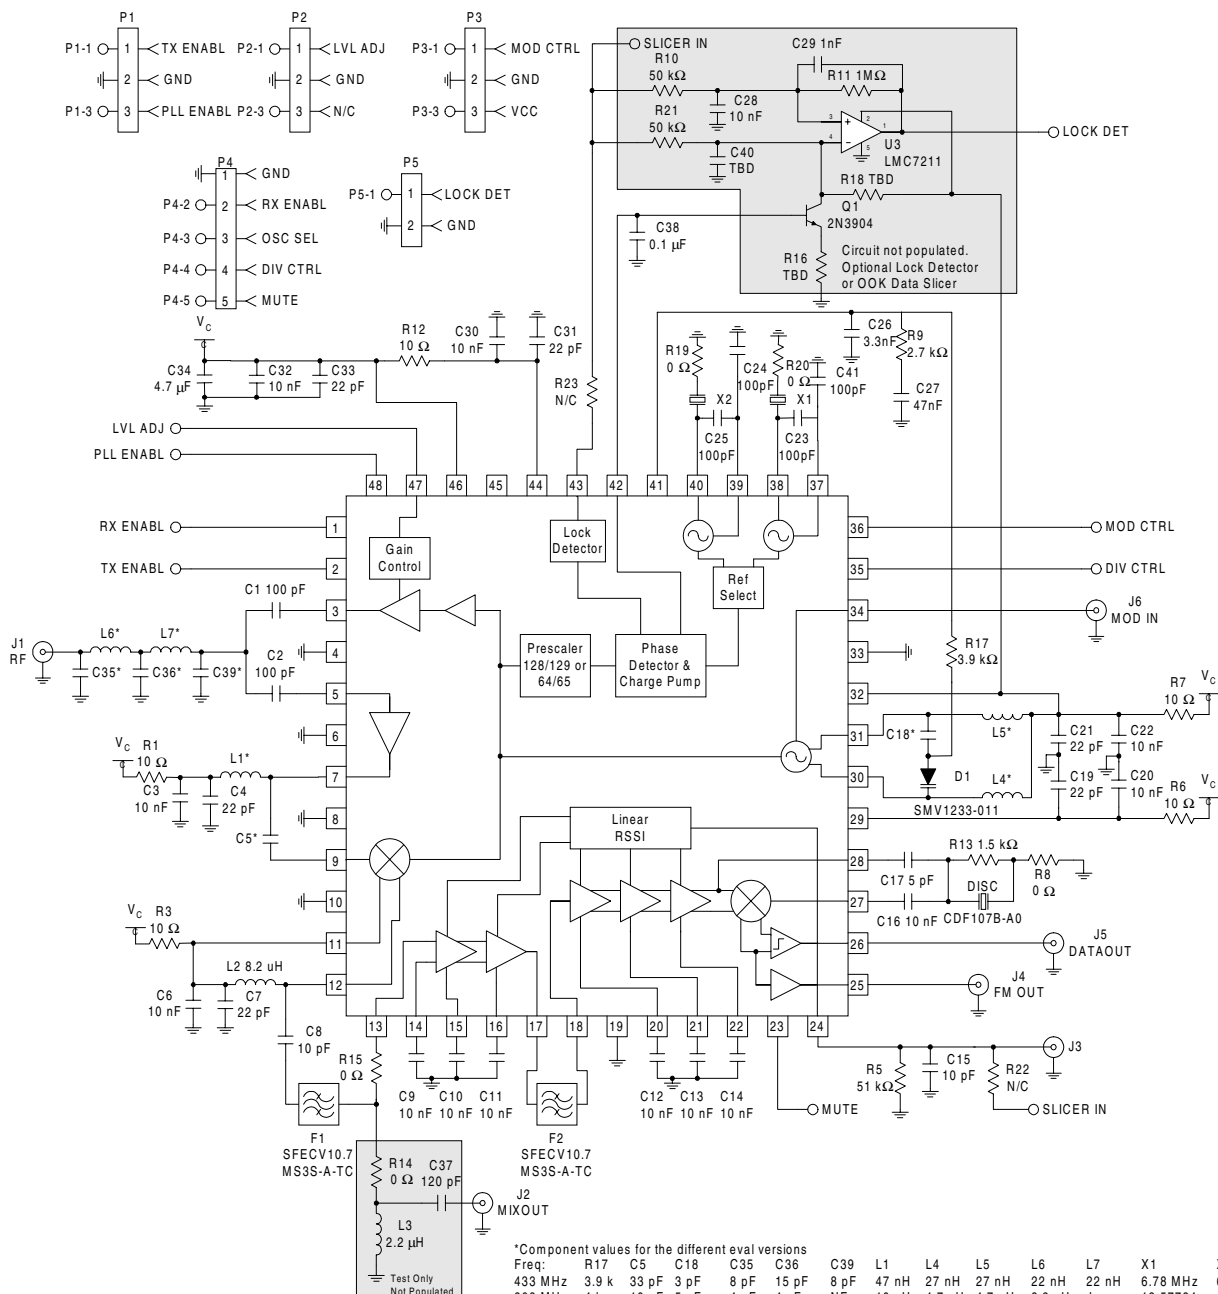 P1
P1-1 1 TX ENABL
2 GND
P1-3 3 PLL ENABL
P2
P2-1 1 LVL ADJ
2 GND
P2-3 3 N/C
P3
P3-1 1 MOD CTRL
2 GND
P3-3 3 VCC
P4
1 GND
P4-2 2 RX ENABL
P4-3 3 OSC SEL
P4-4 4 DIV CTRL
P4-5 5 MUTE
P5
P5-1 1 LOCK DET
2 GND
SLICER IN
R10
50 kΩ
C29 1nF
R11 1MΩ
C28
10 nF
R21
50 kΩ
C40
TBD
3
+
4
−
2
1
5
U3
LMC7211
LOCK DET
R18 TBD
Q1
2N3904
C38
0.1 µF
R16
TBD
Circuit not populated.
Optional Lock Detector
or OOK Data Slicer
VC
C
C34
4.7 µF
C32
10 nF
C33
22 pF
R12
10 Ω
C30
10 nF
C31
22 pF
R23
N/C
R19
0 Ω
X2
C25
100pF
C24
100pF
R20
0 Ω
X1
C23
100pF
C41
100pF
C26
3.3nF
R9
2.7 kΩ
C27
47nF
LVL ADJ
PLL ENABL
48 47 46 45 44 43 42 41 40 39 38 37
RX ENABL 1
TX ENABL 2
3
4
5
6
7
8
9
10
11
12
Gain
Control
Lock
Detector
Ref
Select
Prescaler
128/129 or
64/65
Phase
Detector &
Charge Pump
Linear
RSSI
36 MOD CTRL
35 DIV CTRL
34
J6
MOD IN
33
32
31
30
29
28
27
26
25
C1 100 pF
J1
RF
L6*
L7*
C35*
C36*
C39*
C2
100 pF
VC
C
R1
10 Ω
C3
10 nF
C4
22 pF
L1*
C5*
VC
C
R3
10 Ω
L2 8.2 uH
C6
10 nF
C7
22 pF
C8
10 pF
R17
3.9 kΩ
C18*
L5*
D1
L4*
SMV1233-011
C21
22 pF
C22
10 nF
C19
22 pF
C20
10 nF
R7
10 Ω
VC
C
R6
10 Ω
VC
C
C17 5 pF
R13 1.5 kΩ
R8
0 Ω
DISC
C16 10 nF
CDF107B-A0
J5
DATAOUT
J4
FM OUT
13 14 15 16 17 18 19 20 21 22 23 24
R15
0 Ω
C9
10 nF
C10
10 nF
C11
10 nF
C12
10 nF
C13
10 nF
C14
10 nF
MUTE
R5
51 kΩ
C15
10 pF
R22
N/C
J3
SLICER IN
F1
SFECV10.7
MS3S-A-TC
F2
SFECV10.7
MS3S-A-TC
R14
0 Ω
C37
120 pF
J2
MIXOUT
L3
2.2 µH
Test Only
Not Populated
*Component values for the different eval versions
Freq: R17 C5 C18 C35 C36 C39 L1 L4 L5 L6 L7 X1
433 MHz 3.9 k 33 pF 3 pF 8 pF 15 pF 8 pF 47 nH 27 nH 27 nH 22 nH 22 nH 6.78 MHz